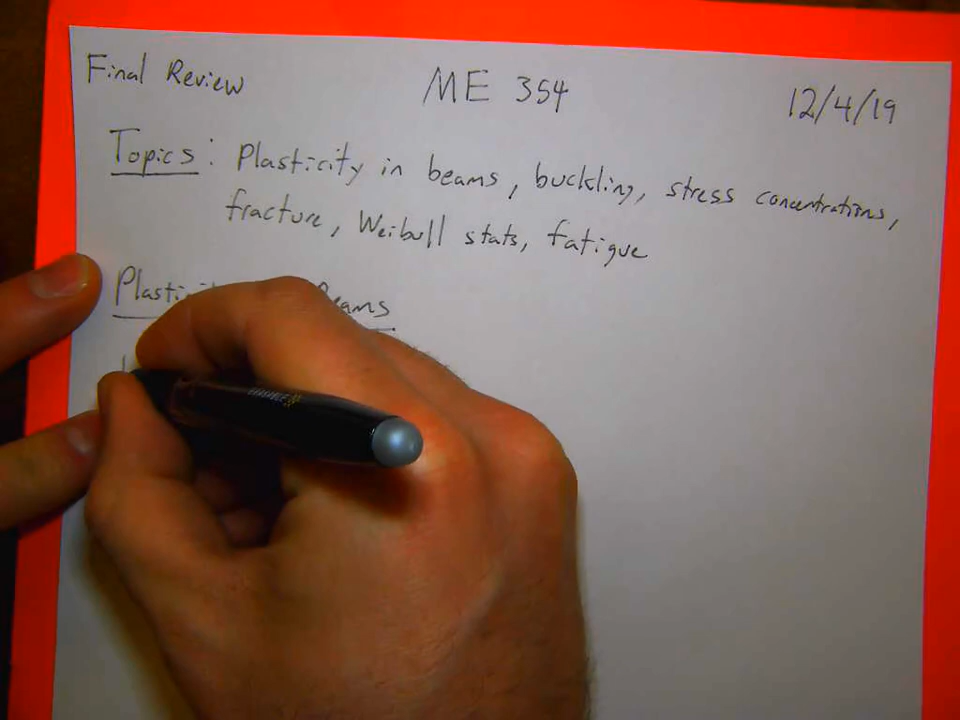 Final Review ME 354 12/4/19
Topics: Plasticity in beams, buckling, stress concentrations,
fracture, Weibull stats, fatigue